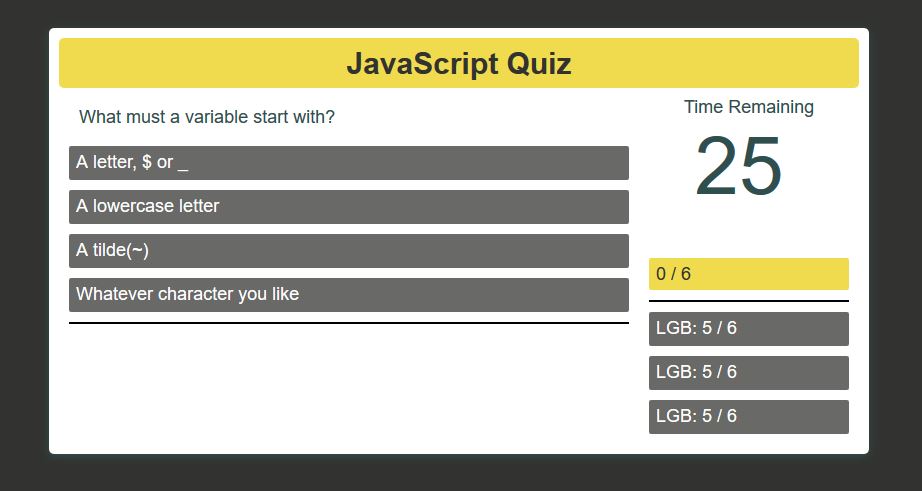 JavaScript Quiz
What must a variable start with?
A letter, $ or _
A lowercase letter
A tilde(~)
Whatever character you like
Time Remaining
25
0 / 6
LGB: 5 / 6
LGB: 5 / 6
LGB: 5 / 6